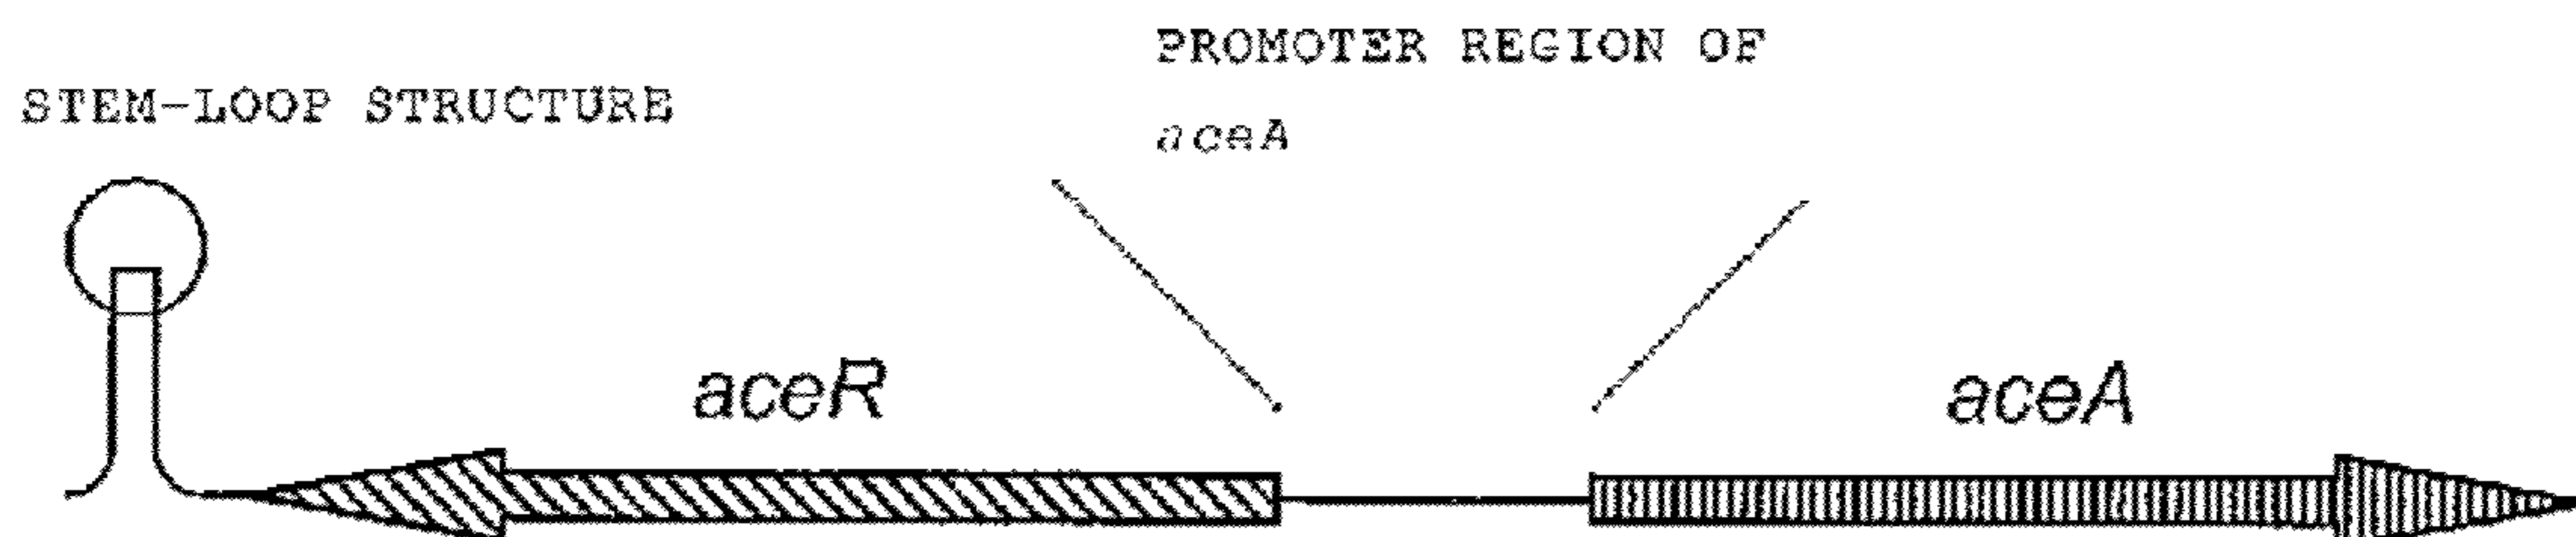 PROMOTER REGION OF
aceA
STEM-LOOP STRUCTURE
aceR
aceA